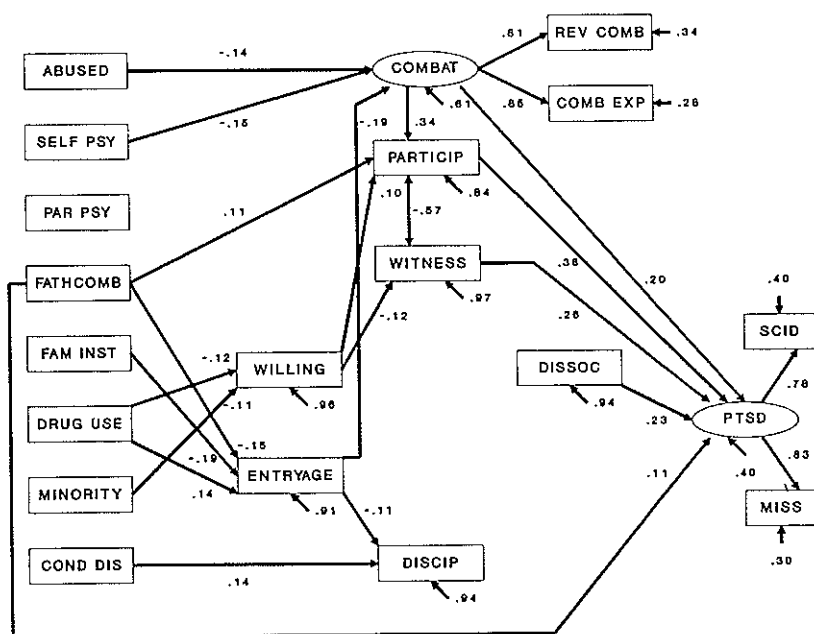 ABUSED
-.14
COMBAT
.61
REV COMB
.34
SELF PSY
-.15
-.19
.34
.61
.85
COMB EXP
.28
PARTICIP
.84
PAR PSY
.11
.10
-.57
.36
.20
FATHCOMB
WITNESS
.97
.26
.40
SCID
FAM INST
-.12
-.12
WILLING
.96
DISSOC
.94
.78
DRUG USE
-.11
-.15
.23
PTSD
.40
.83
MINORITY
-.19
.14
ENTRYAGE
.91
-.11
.11
MISS
.30
COND DIS
.14
DISCIP
.94